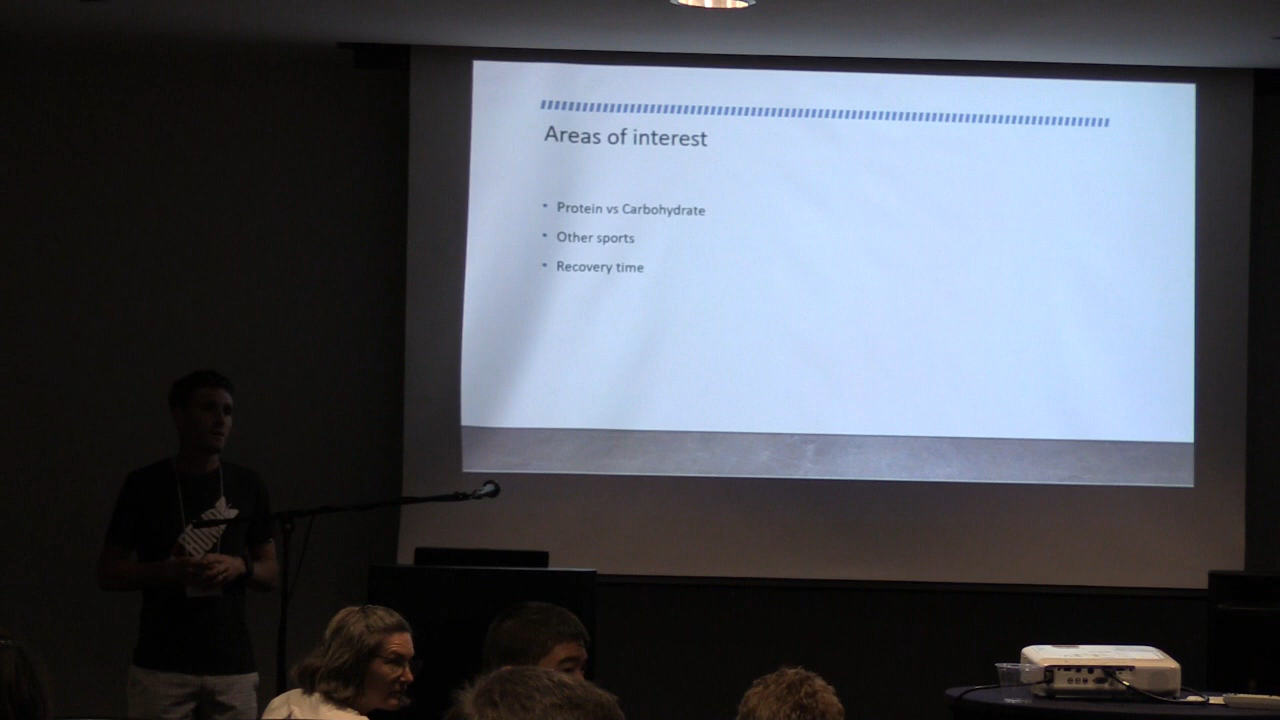 Areas of interest
Protein vs Carbohydrate
Other sports
Recovery time